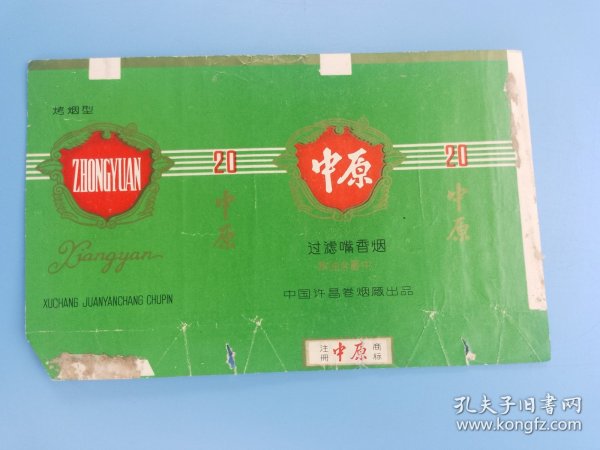 烤烟型
ZHONGYUAN
Xiangyan
XUCHANG JUANYANCHANG CHUPIN
20
中原
中原
过滤嘴香烟
中国许昌卷烟厂出品
注册 中原 商标
20
中原
孔夫子旧书网
www.kongfz.com